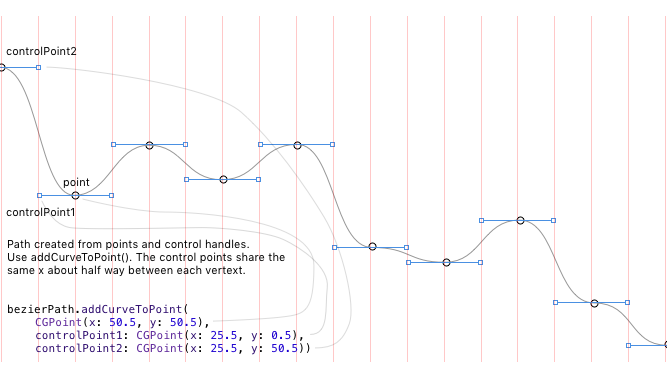 controlPoint2
point
controlPoint1
Path created from points and control handles.
Use addCurveToPoint(). The control points share the
same x about half way between each vertext.
bezierPath.addCurveToPoint(
CGPoint(x: 50.5, y: 50.5),
controlPoint1: CGPoint(x: 25.5, y: 0.5),
controlPoint2: CGPoint(x: 25.5, y: 50.5))